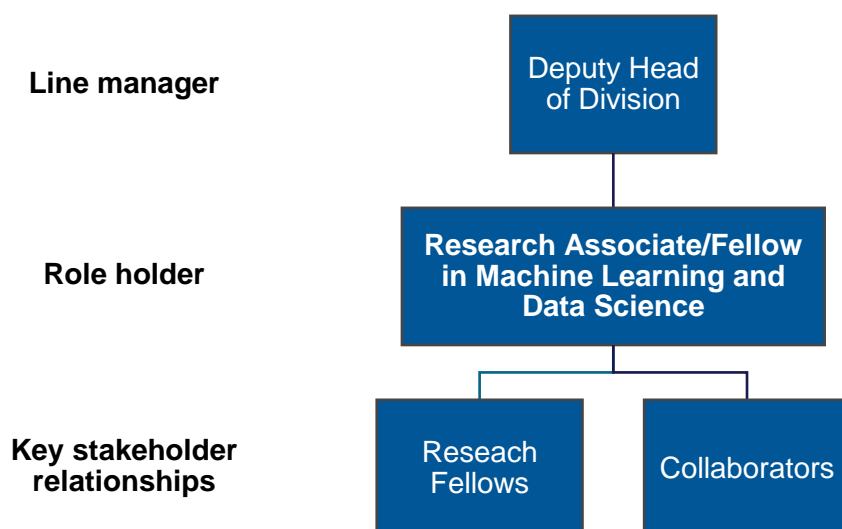 Line manager
Deputy Head
of Division
Role holder
Research Associate/Fellow
in Machine Learning and
Data Science
Key stakeholder
relationships
Reseach
Fellows
Collaborators